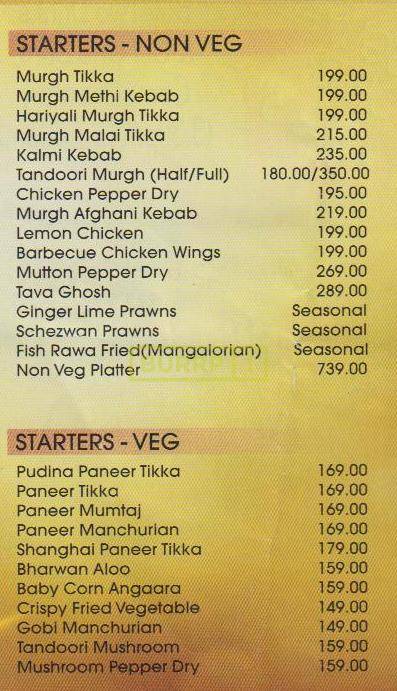 STARTERS - NON VEG
Murgh Tikka 199.00
Murgh Methi Kebab 199.00
Hariyali Murgh Tikka 199.00
Murgh Malai Tikka 215.00
Kalmi Kebab 235.00
Tandoori Murgh (Half/Full) 180.00/350.00
Chicken Pepper Dry 195.00
Murgh Afghani Kebab 219.00
Lemon Chicken 199.00
Barbecue Chicken Wings 199.00
Mutton Pepper Dry 269.00
Tava Ghosh 289.00
Ginger Lime Prawns Seasonal
Schezwan Prawns Seasonal
Fish Rawa Fried(Mangalorian) Seasonal
Non Veg Platter 739.00
STARTERS - VEG
Pudina Paneer Tikka 169.00
Paneer Tikka 169.00
Paneer Mumtaj 169.00
Paneer Manchurian 169.00
Shanghai Paneer Tikka 179.00
Bharwan Aloo 159.00
Baby Corn Angaara 159.00
Crispy Fried Vegetable 149.00
Gobi Manchurian 149.00
Tandoori Mushroom 159.00
Mushroom Pepper Dry 159.00